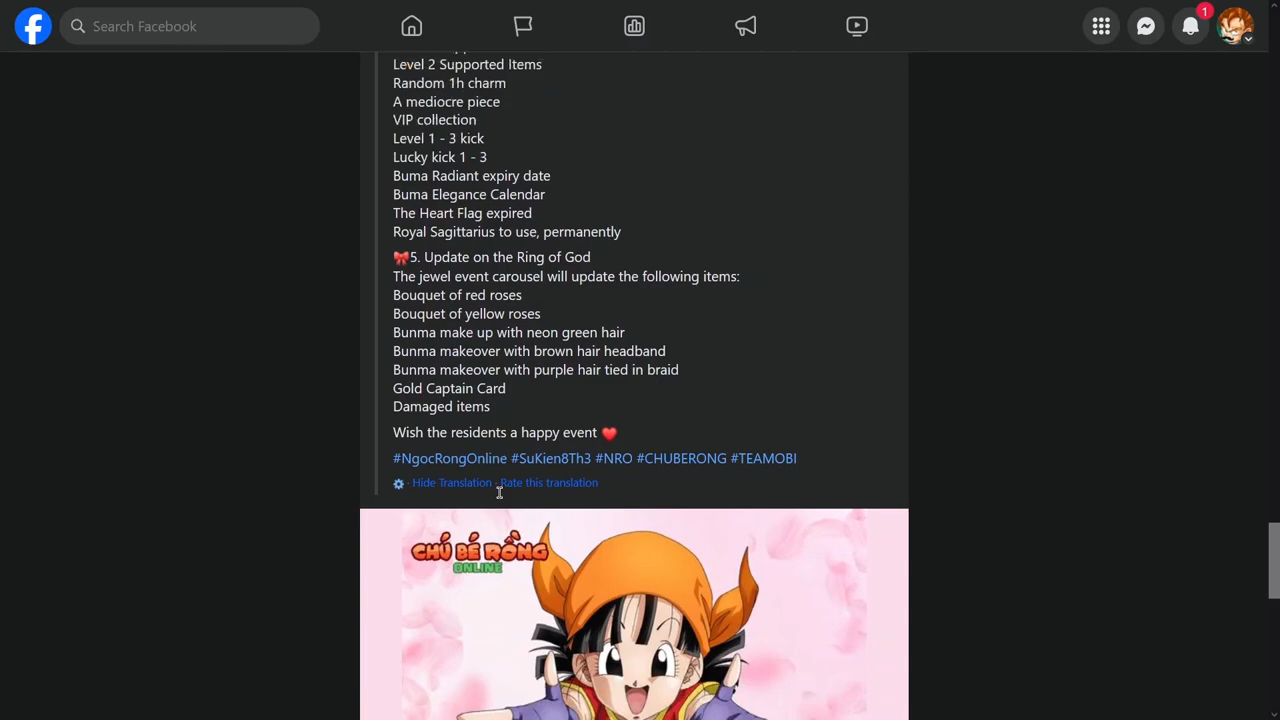 Search Facebook
1
Level 2 Supported Items
Random 1h charm
A mediocre piece
VIP collection
Level 1 - 3 kick
Lucky kick 1 - 3
Buma Radiant expiry date
Buma Elegance Calendar
The Heart Flag expired
Royal Sagittarius to use, permanently
🎀5. Update on the Ring of God
The jewel event carousel will update the following items:
Bouquet of red roses
Bouquet of yellow roses
Bunma make up with neon green hair
Bunma makeover with brown hair headband
Bunma makeover with purple hair tied in braid
Gold Captain Card
Damaged items
Wish the residents a happy event ❤️
#NgocRongOnline #SuKien8Th3 #NRO #CHUBERONG #TEAMOBI
· Hide Translation · Rate this translation
CHÚ BÉ RỒNG
ONLINE